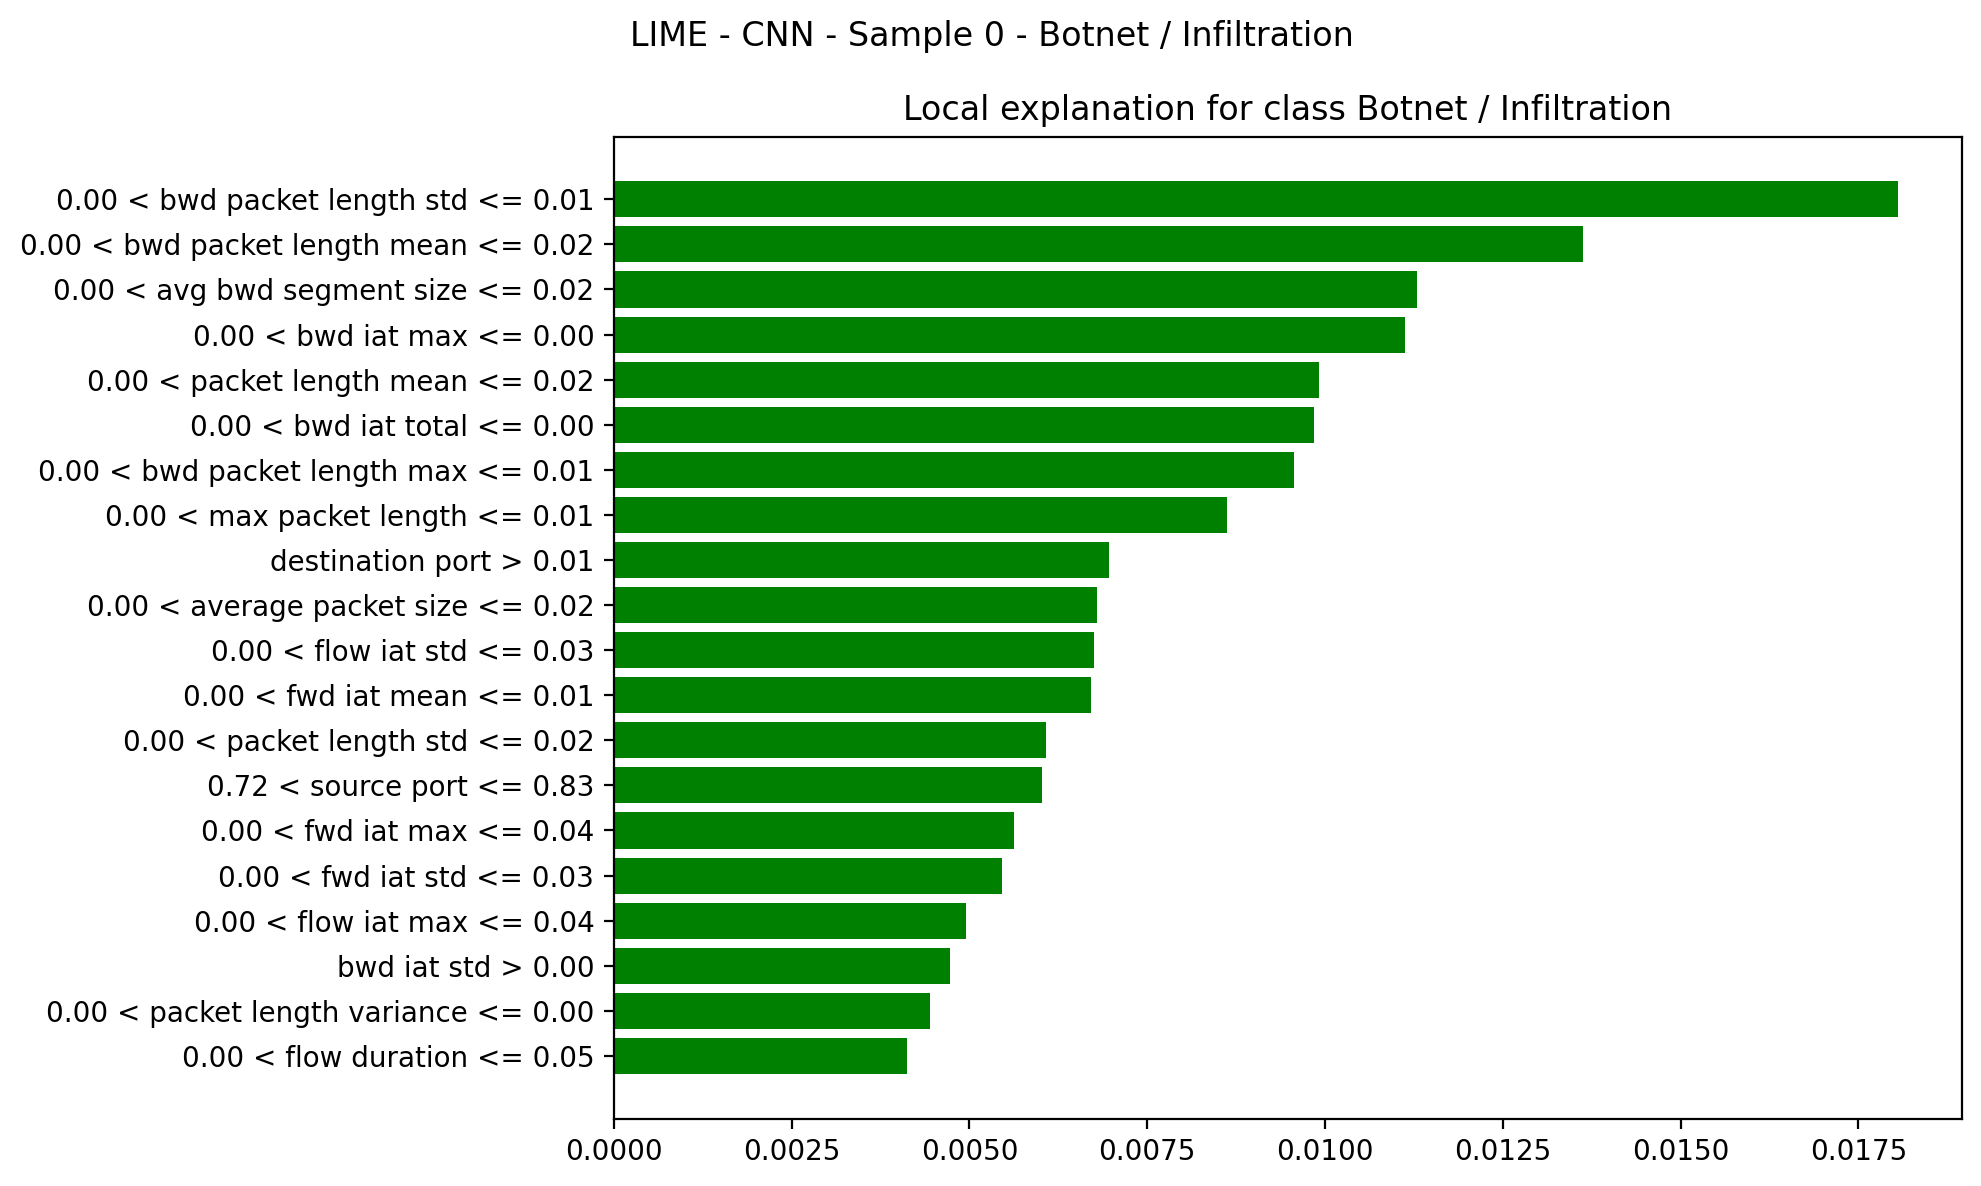 LIME - CNN - Sample 0 - Botnet / Infiltration
Local explanation for class Botnet / Infiltration
0.00 < bwd packet length std <= 0.01
0.00 < bwd packet length mean <= 0.02
0.00 < avg bwd segment size <= 0.02
0.00 < bwd iat max <= 0.00
0.00 < packet length mean <= 0.02
0.00 < bwd iat total <= 0.00
0.00 < bwd packet length max <= 0.01
0.00 < max packet length <= 0.01
destination port > 0.01
0.00 < average packet size <= 0.02
0.00 < flow iat std <= 0.03
0.00 < fwd iat mean <= 0.01
0.00 < packet length std <= 0.02
0.72 < source port <= 0.83
0.00 < fwd iat max <= 0.04
0.00 < fwd iat std <= 0.03
0.00 < flow iat max <= 0.04
bwd iat std > 0.00
0.00 < packet length variance <= 0.00
0.00 < flow duration <= 0.05
0.0000 0.0025 0.0050 0.0075 0.0100 0.0125 0.0150 0.0175